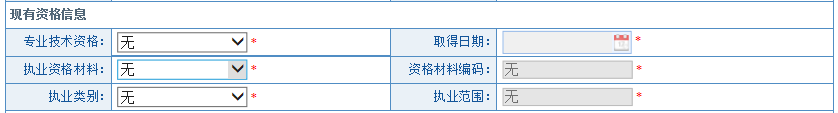 现有资格信息
专业技术资格： 无 * 取得日期： *
执业资格材料： 无 * 资格材料编码： 无 *
执业类别： 无 * 执业范围： 无 *